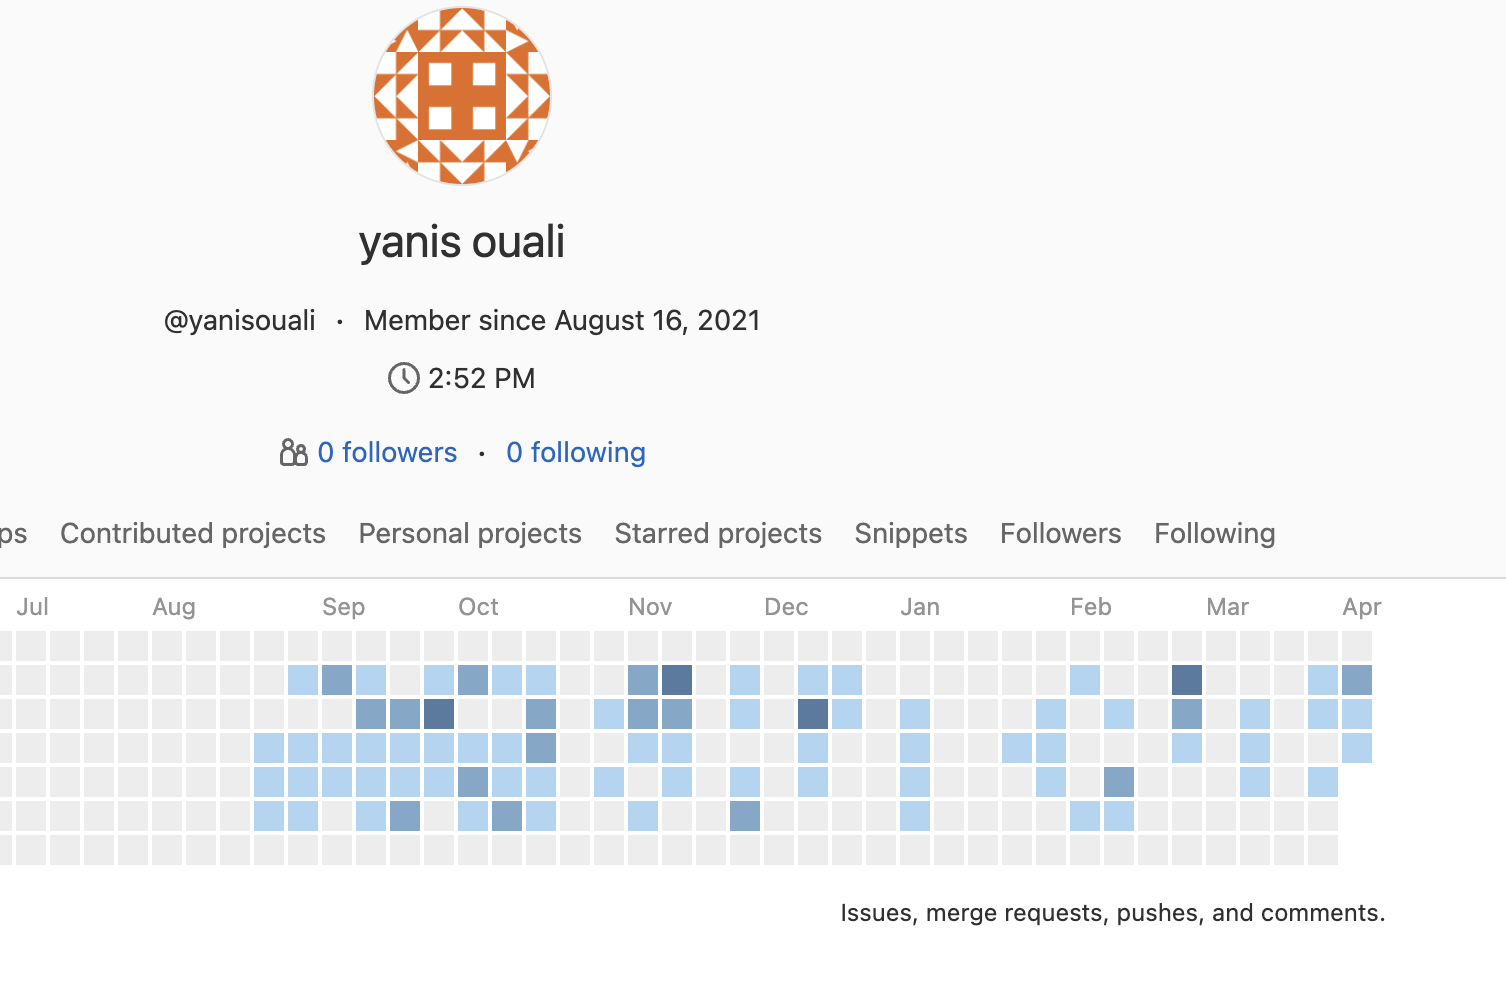 yanis ouali
@yanisouali · Member since August 16, 2021
2:52 PM
0 followers · 0 following
ps Contributed projects Personal projects Starred projects Snippets Followers Following
Jul Aug Sep Oct Nov Dec Jan Feb Mar Apr
Issues, merge requests, pushes, and comments.